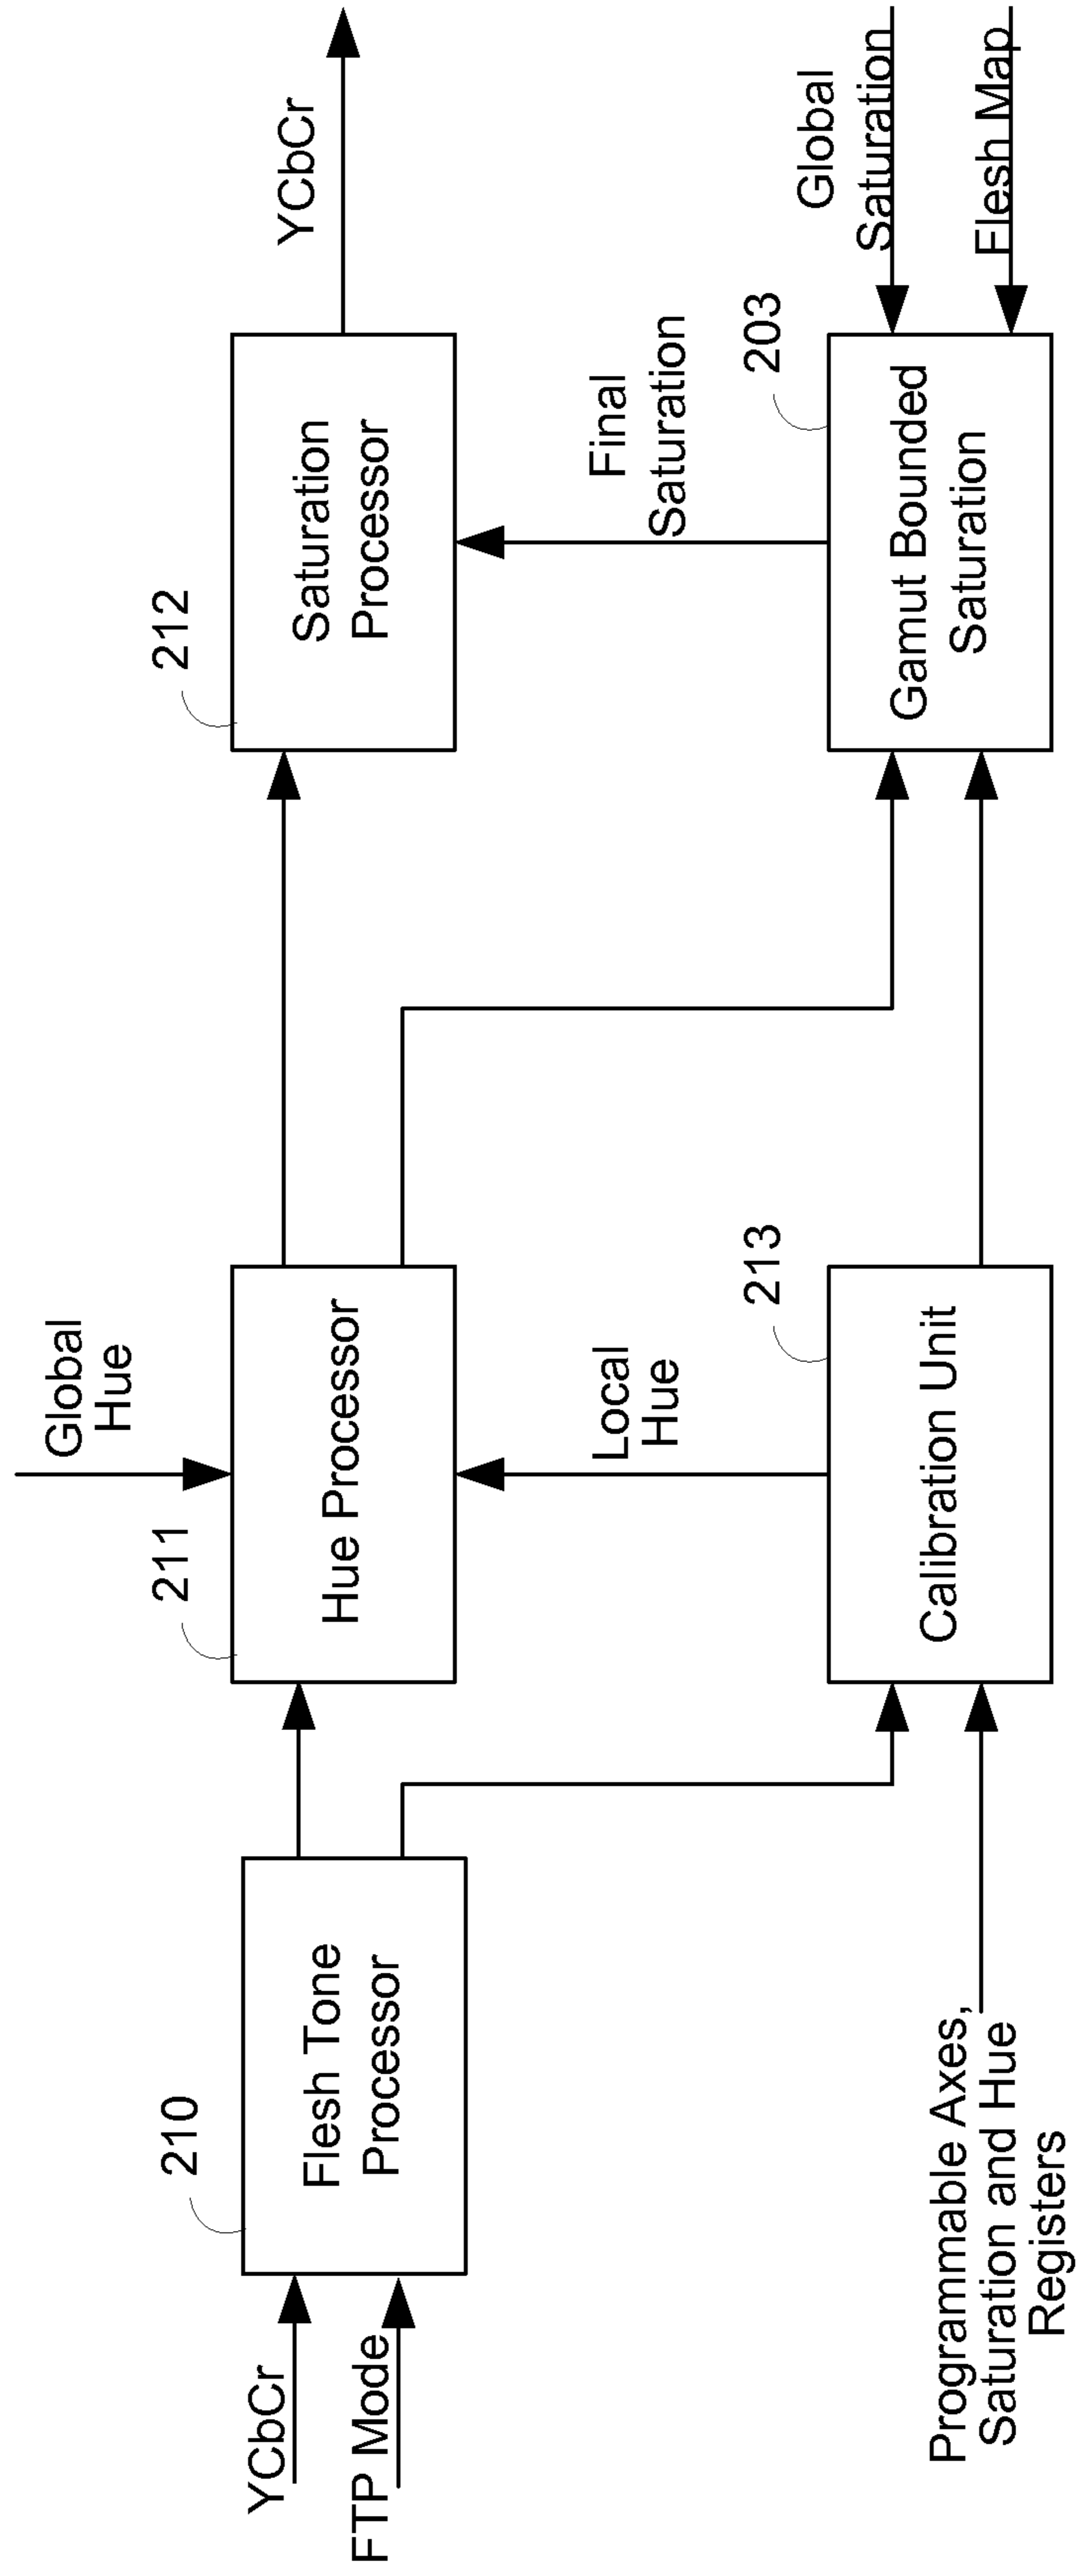 Global
Hue
210
211
212
YCbCr
FTP Mode
Flesh Tone
Processor
Hue Processor
Saturation
Processor
YCbCr
Local
Hue
Final
Saturation
213
203
Programmable Axes,
Saturation and Hue
Registers
Calibration Unit
Gamut Bounded
Saturation
Global
Saturation
Flesh Map